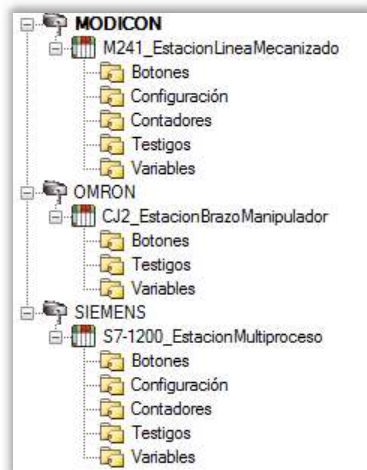 MODICON
M241_EstacionLineaMecanizado
Botones
Configuración
Contadores
Testigos
Variables
OMRON
CJ2_EstacionBrazoManipulador
Botones
Testigos
Variables
SIEMENS
S7-1200_EstacionMultiproceso
Botones
Configuración
Contadores
Testigos
Variables